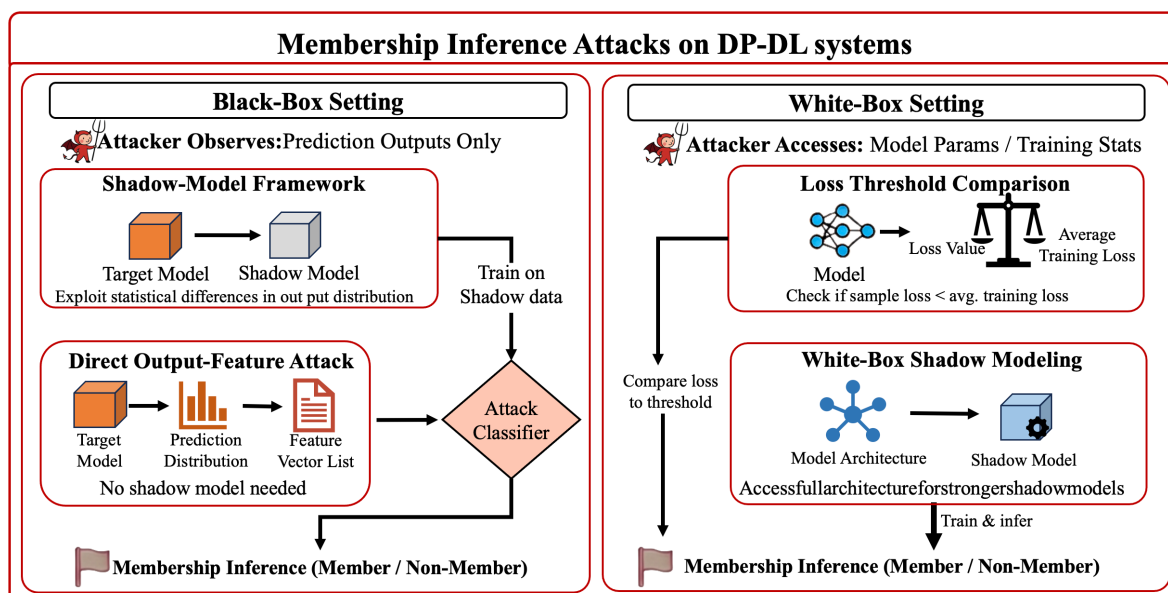 Membership Inference Attacks on DP-DL systems
Black-Box Setting
Attacker Observes:Prediction Outputs Only
Shadow-Model Framework
Target Model
Shadow Model
Exploit statistical differences in out put distribution
Train on
Shadow data
Direct Output-Feature Attack
Target
Model
Prediction
Distribution
Feature
Vector List
No shadow model needed
Attack
Classifier
Membership Inference (Member / Non-Member)
White-Box Setting
Attacker Accesses: Model Params / Training Stats
Loss Threshold Comparison
Model
Loss Value
Average
Training Loss
Check if sample loss < avg. training loss
Compare loss
to threshold
White-Box Shadow Modeling
Model Architecture
Shadow Model
Accessfullarchitectureforstrongershadowmodels
Train & infer
Membership Inference (Member / Non-Member)